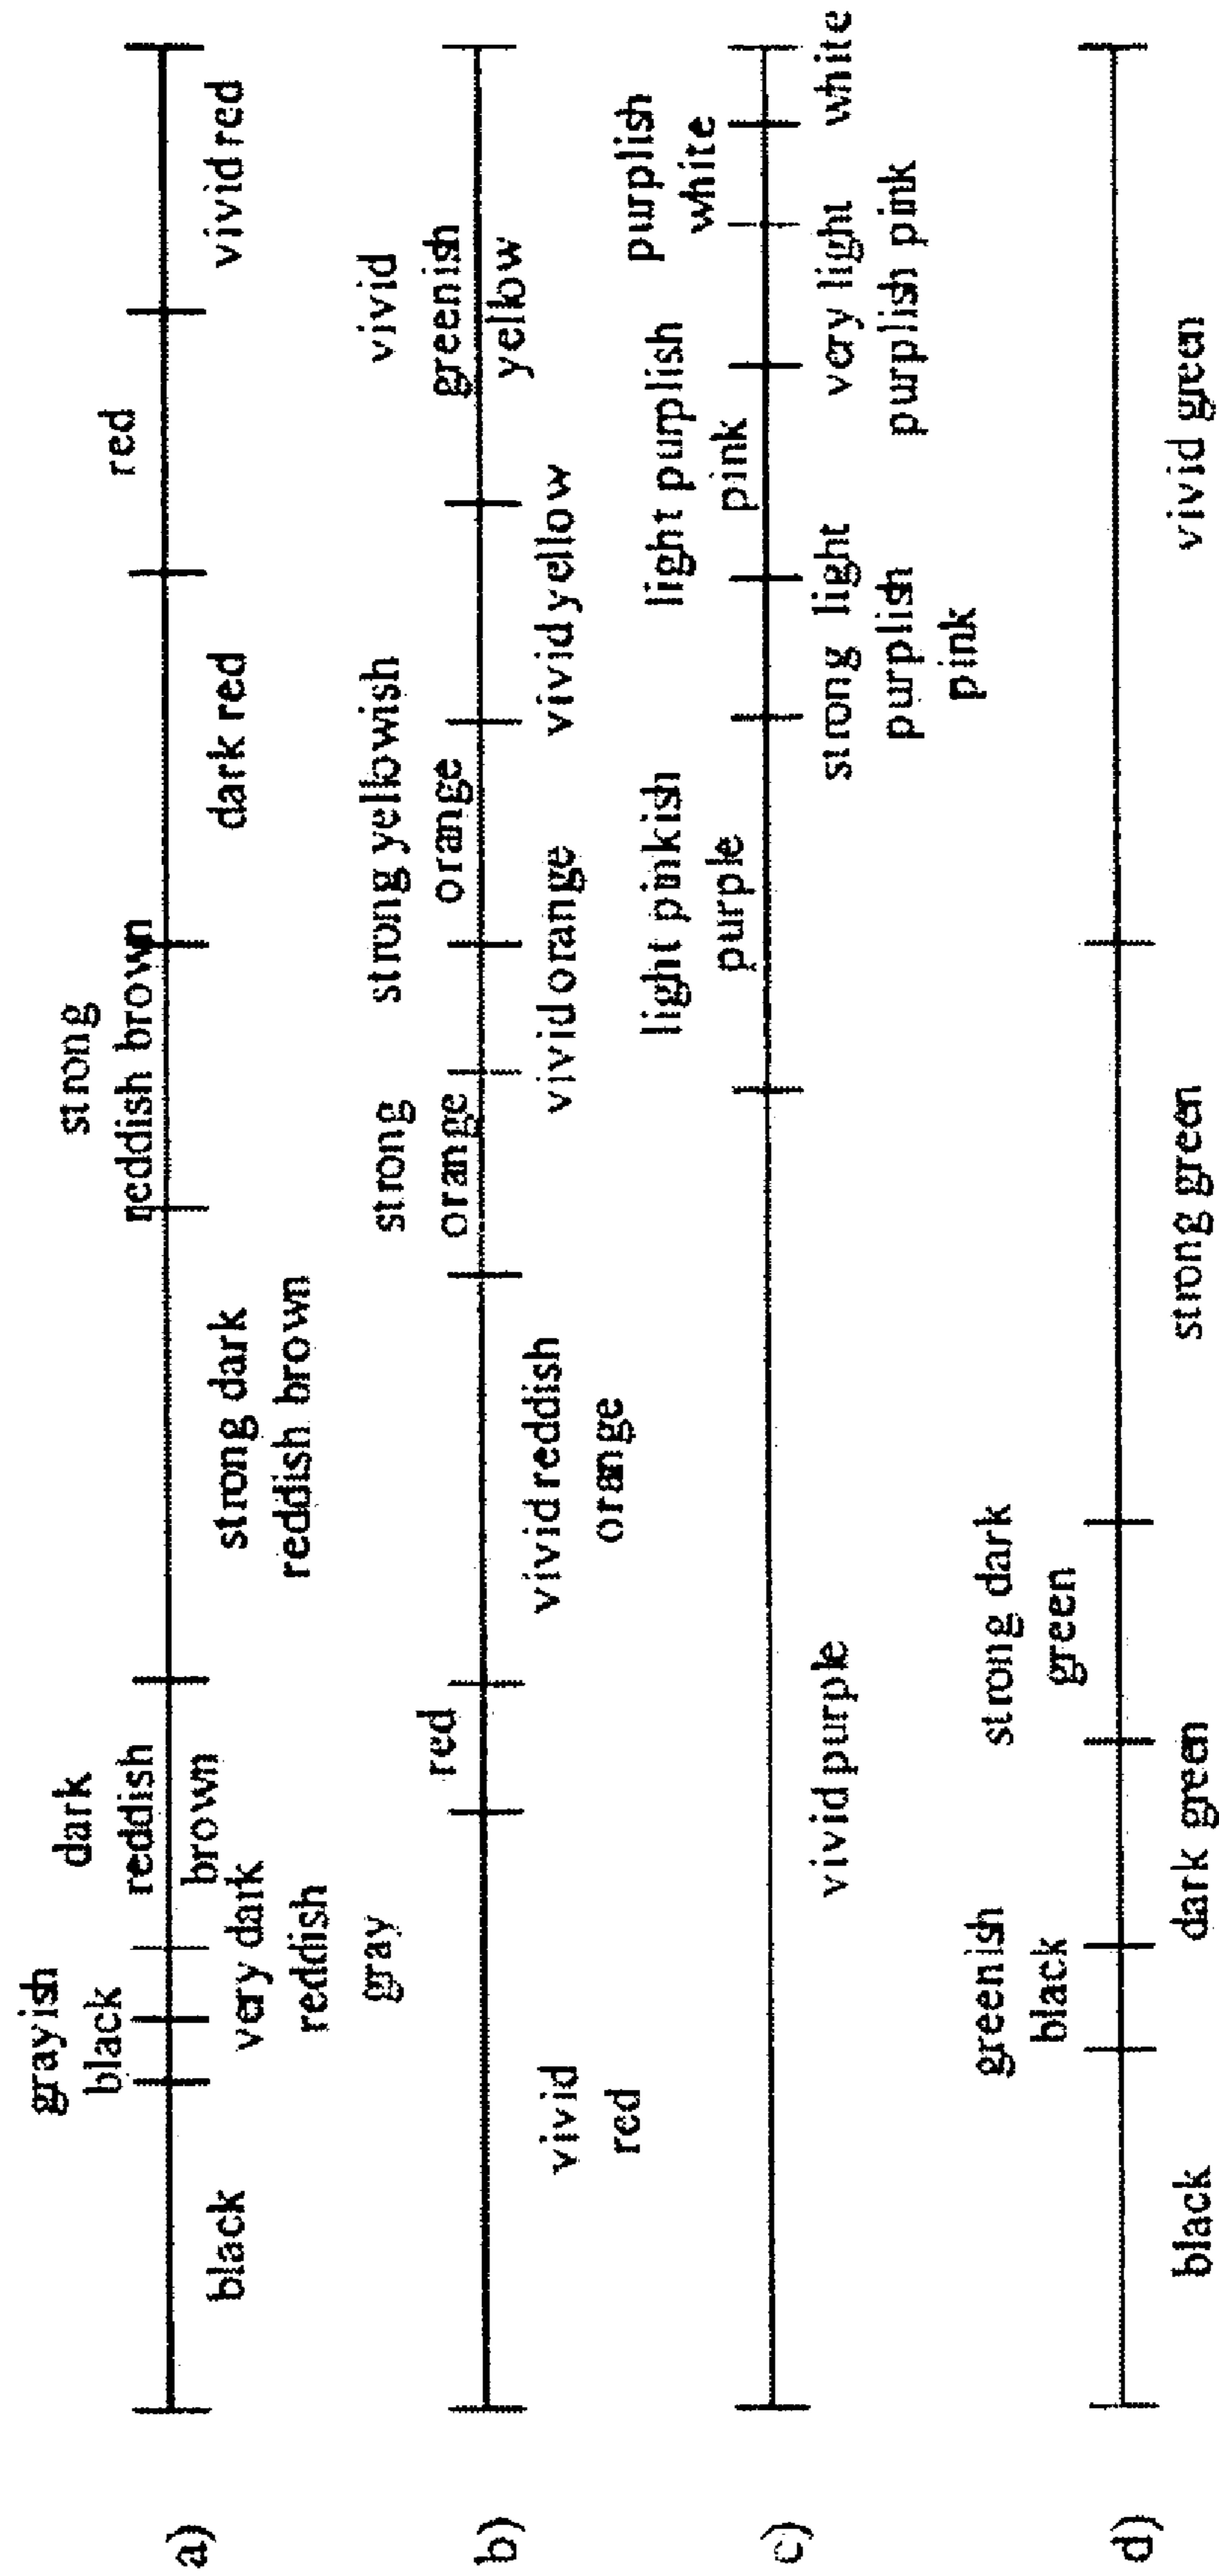 a)
black
grayish
black
very dark
reddish
gray
dark
reddish
brown
strong dark
reddish brown
strong
reddish brown
dark red
red
vivid red
b)
vivid
red
red
vivid reddish
orange
strong
orange
vivid orange
strong yellowish
orange
vivid yellow
vivid
greenish
yellow
c)
vivid purple
light pinkish
purple
strong light
purplish
pink
light purplish
pink
very light
purplish pink
purplish
white
white
d)
black
greenish
black
dark green
strong dark
green
strong green
vivid green